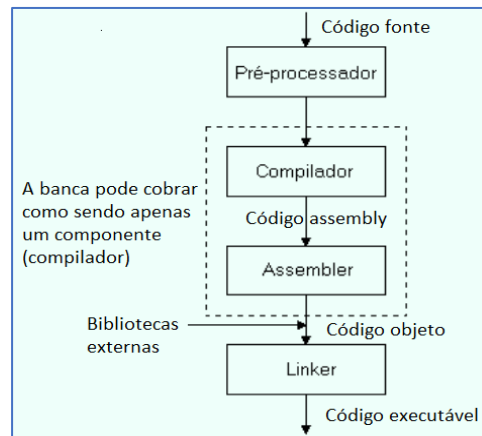 Código fonte
Pré-processador
Compilador
A banca pode cobrar
como sendo apenas
um componente
(compilador)
Código assembly
Assembler
Bibliotecas
externas
Código objeto
Linker
Código executável